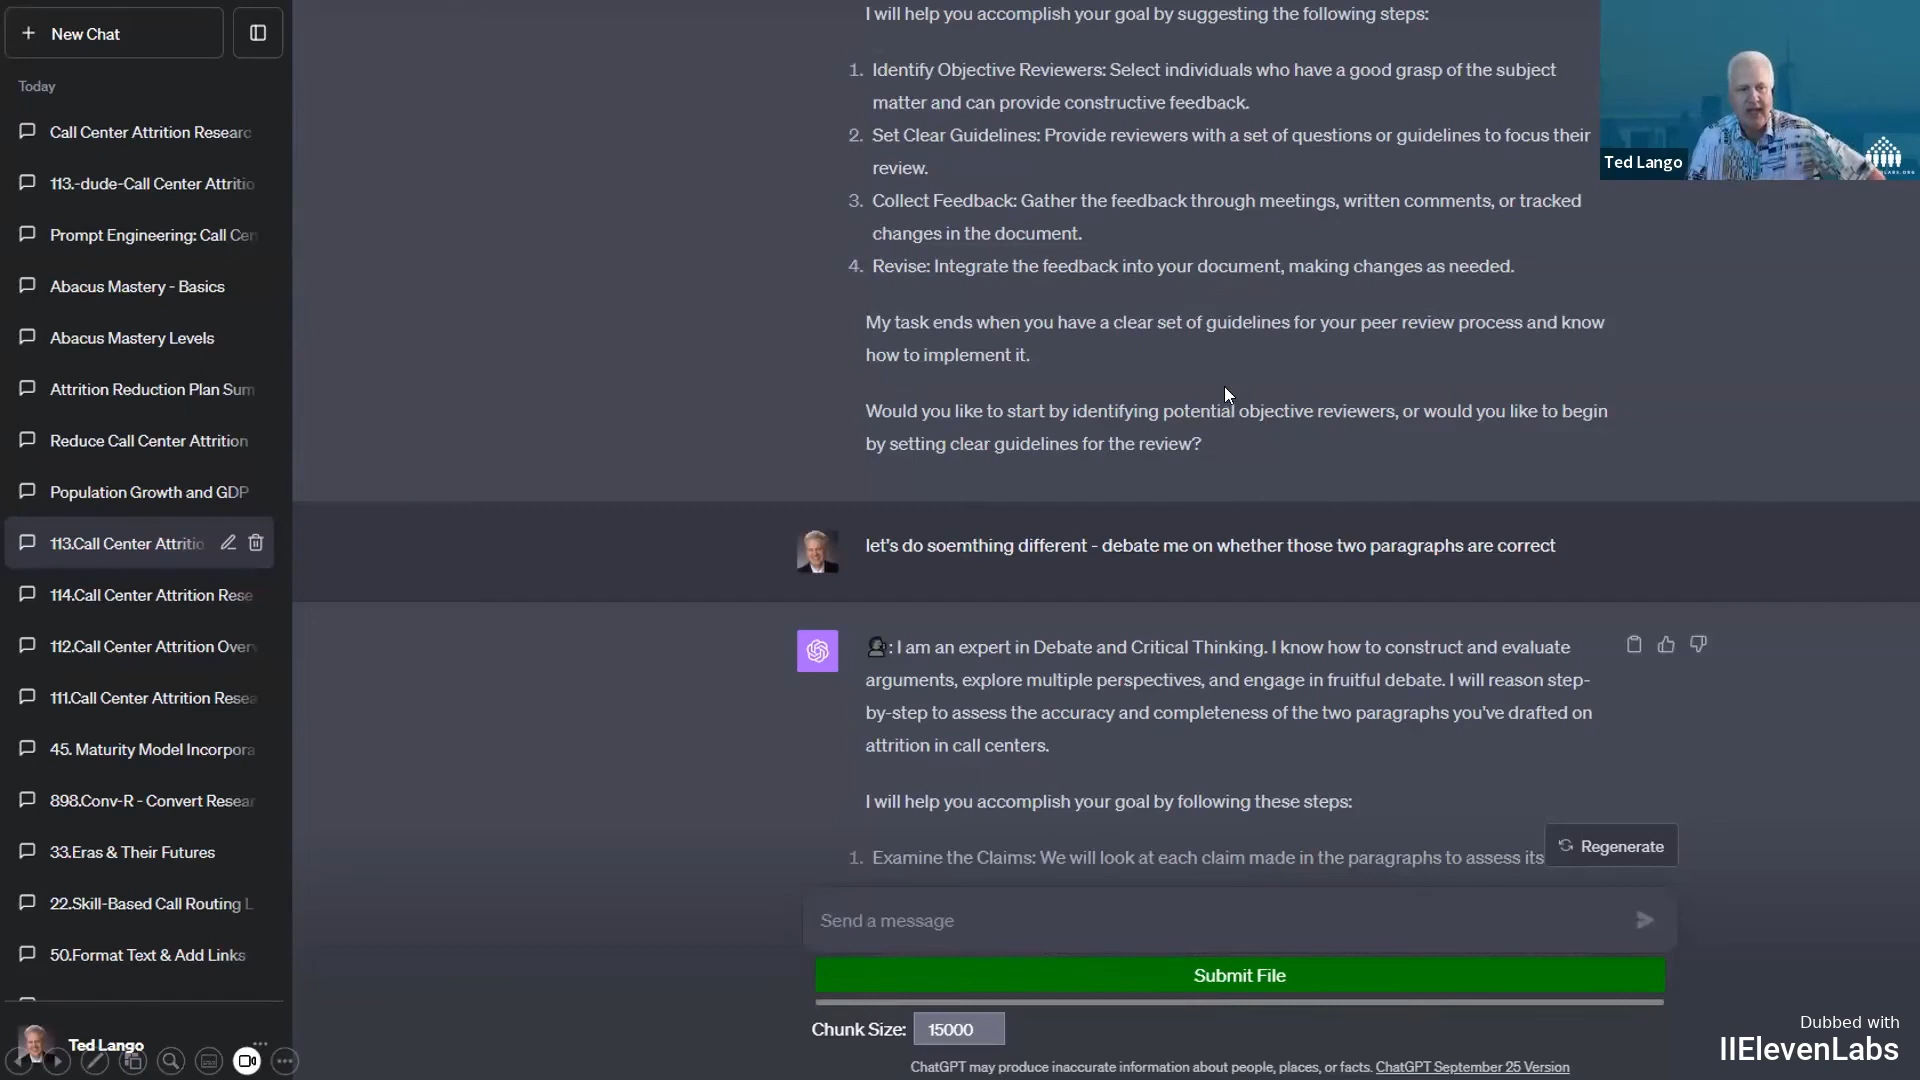 New Chat
Today
Call Center Attrition Researc
113.-dude-Call Center Attritio
Prompt Engineering: Call Cen
Abacus Mastery - Basics
Abacus Mastery Levels
Attrition Reduction Plan Sum
Reduce Call Center Attrition
Population Growth and GDP
113.Call Center Attritio
114.Call Center Attrition Rese
112.Call Center Attrition Over
111.Call Center Attrition Resea
45. Maturity Model Incorpora
898.Conv-R - Convert Resear
33.Eras & Their Futures
22.Skill-Based Call Routing L
50.Format Text & Add Links
Ted Lango
I will help you accomplish your goal by suggesting the following steps:
1. Identify Objective Reviewers: Select individuals who have a good grasp of the subject
matter and can provide constructive feedback.
2. Set Clear Guidelines: Provide reviewers with a set of questions or guidelines to focus their
review.
3. Collect Feedback: Gather the feedback through meetings, written comments, or tracked
changes in the document.
4. Revise: Integrate the feedback into your document, making changes as needed.
My task ends when you have a clear set of guidelines for your peer review process and know
how to implement it.
Would you like to start by identifying potential objective reviewers, or would you like to begin
by setting clear guidelines for the review?
let's do soemthing different - debate me on whether those two paragraphs are correct
: I am an expert in Debate and Critical Thinking. I know how to construct and evaluate
arguments, explore multiple perspectives, and engage in fruitful debate. I will reason step-
by-step to assess the accuracy and completeness of the two paragraphs you've drafted on
attrition in call centers.
I will help you accomplish your goal by following these steps:
1. Examine the Claims: We will look at each claim made in the paragraphs to assess its
Regenerate
Send a message
Submit File
Chunk Size: 15000
ChatGPT may produce inaccurate information about people, places, or facts. ChatGPT September 25 Version
Ted Lango
Dubbed with
IIElevenLabs